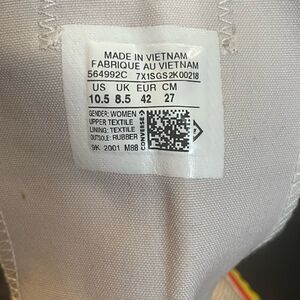 MADE IN VIETNAM
FABRIQUE AU VIETNAM
564992C 7X1SGS2K00218
US UK EUR CM
10.5 8.5 42 27
GENDER: WOMEN
UPPER: TEXTILE
LINING: TEXTILE
OUTSOLE: RUBBER
9K 2001 M88
CONVERSE